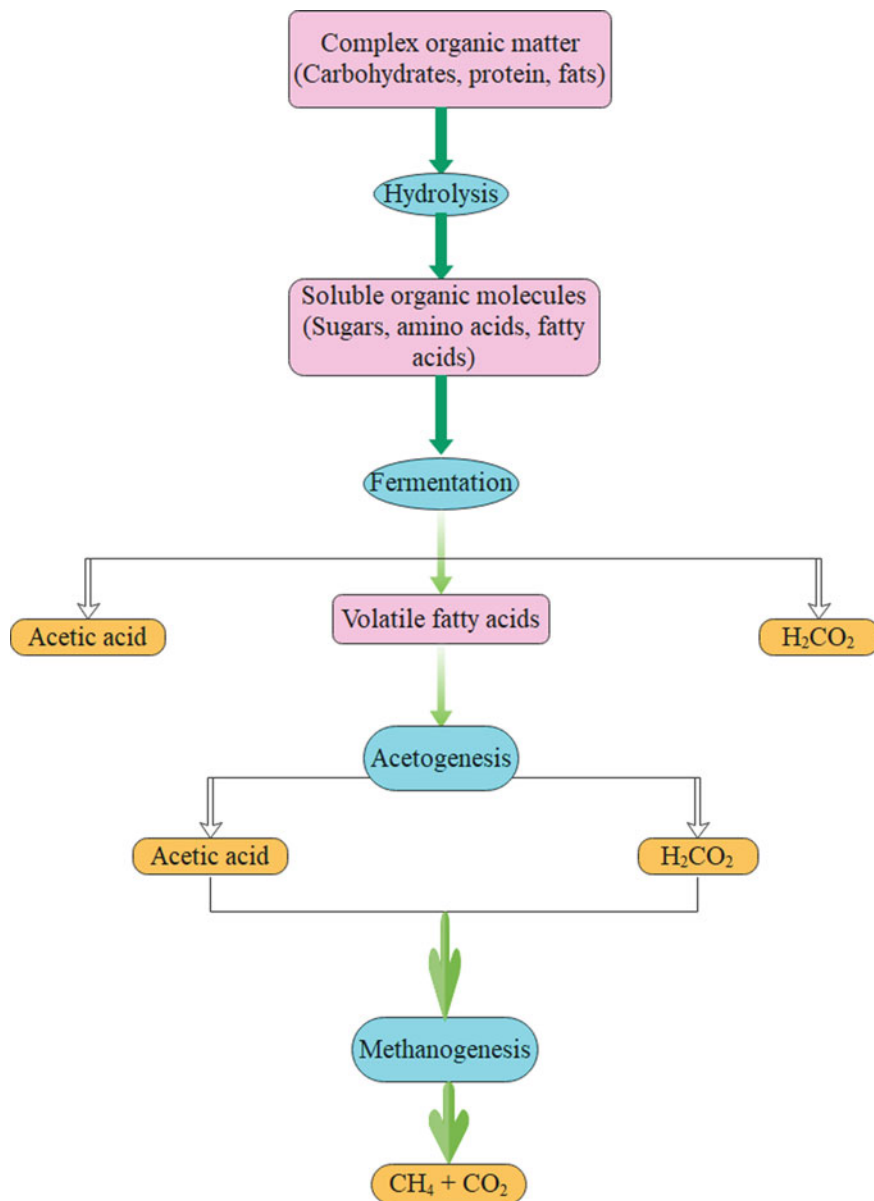 Complex organic matter
(Carbohydrates, protein, fats)
Hydrolysis
Soluble organic molecules
(Sugars, amino acids, fatty
acids)
Fermentation
Acetic acid
Volatile fatty acids
H₂CO₂
Acetogenesis
Acetic acid
H₂CO₂
Methanogenesis
CH₄ + CO₂